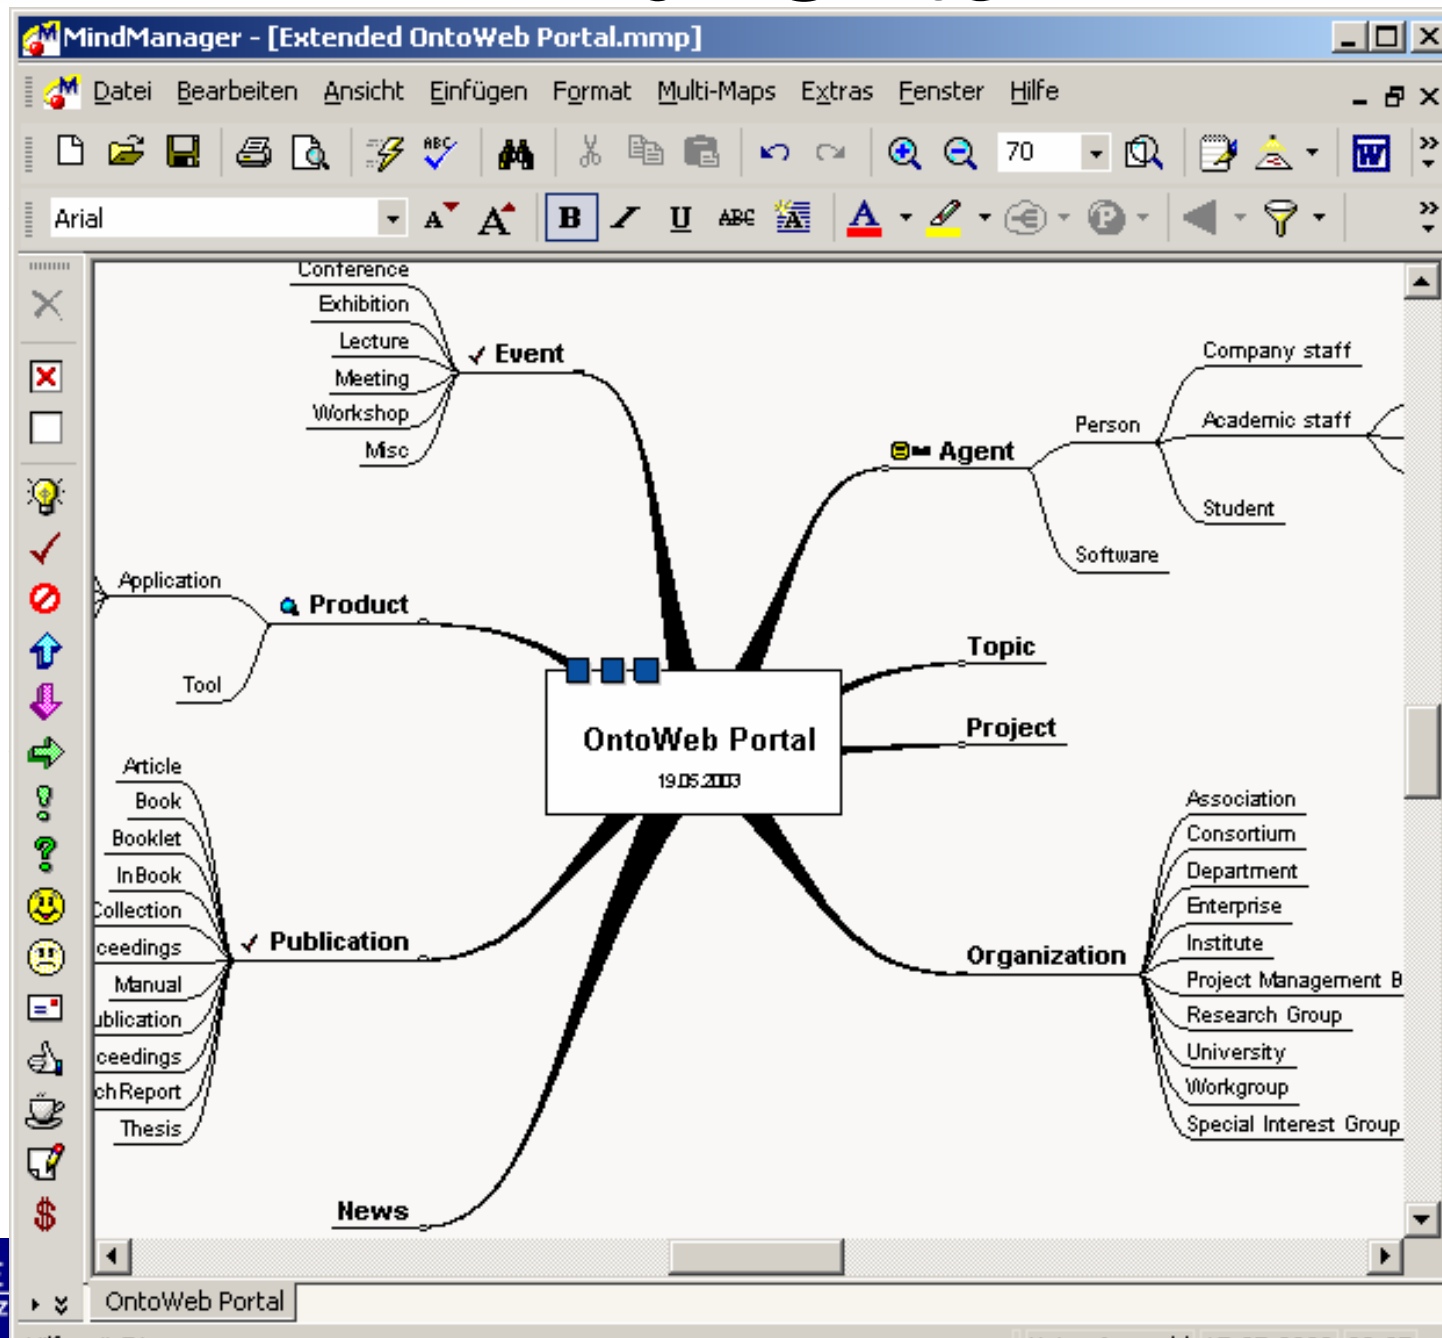 MindManager - [Extended OntoWeb Portal.mmp]
Datei Bearbeiten Ansicht Einfügen Format Multi-Maps Extras Fenster Hilfe
ABC 70 W
Arial A A B I U ABC A A P
Conference
Exhibition
Lecture
Meeting
Workshop
Misc
Event
Company staff
Person
Academic staff
Agent
Student
Software
Application
Product
Tool
Topic
Project
OntoWeb Portal
19.05.2003
Article
Book
Booklet
InBook
Collection
ceedings
Manual
ublication
ceedings
chReport
Thesis
Publication
Association
Consortium
Department
Enterprise
Institute
Organization
Project Management B
Research Group
University
Workgroup
Special Interest Group
News
OntoWeb Portal